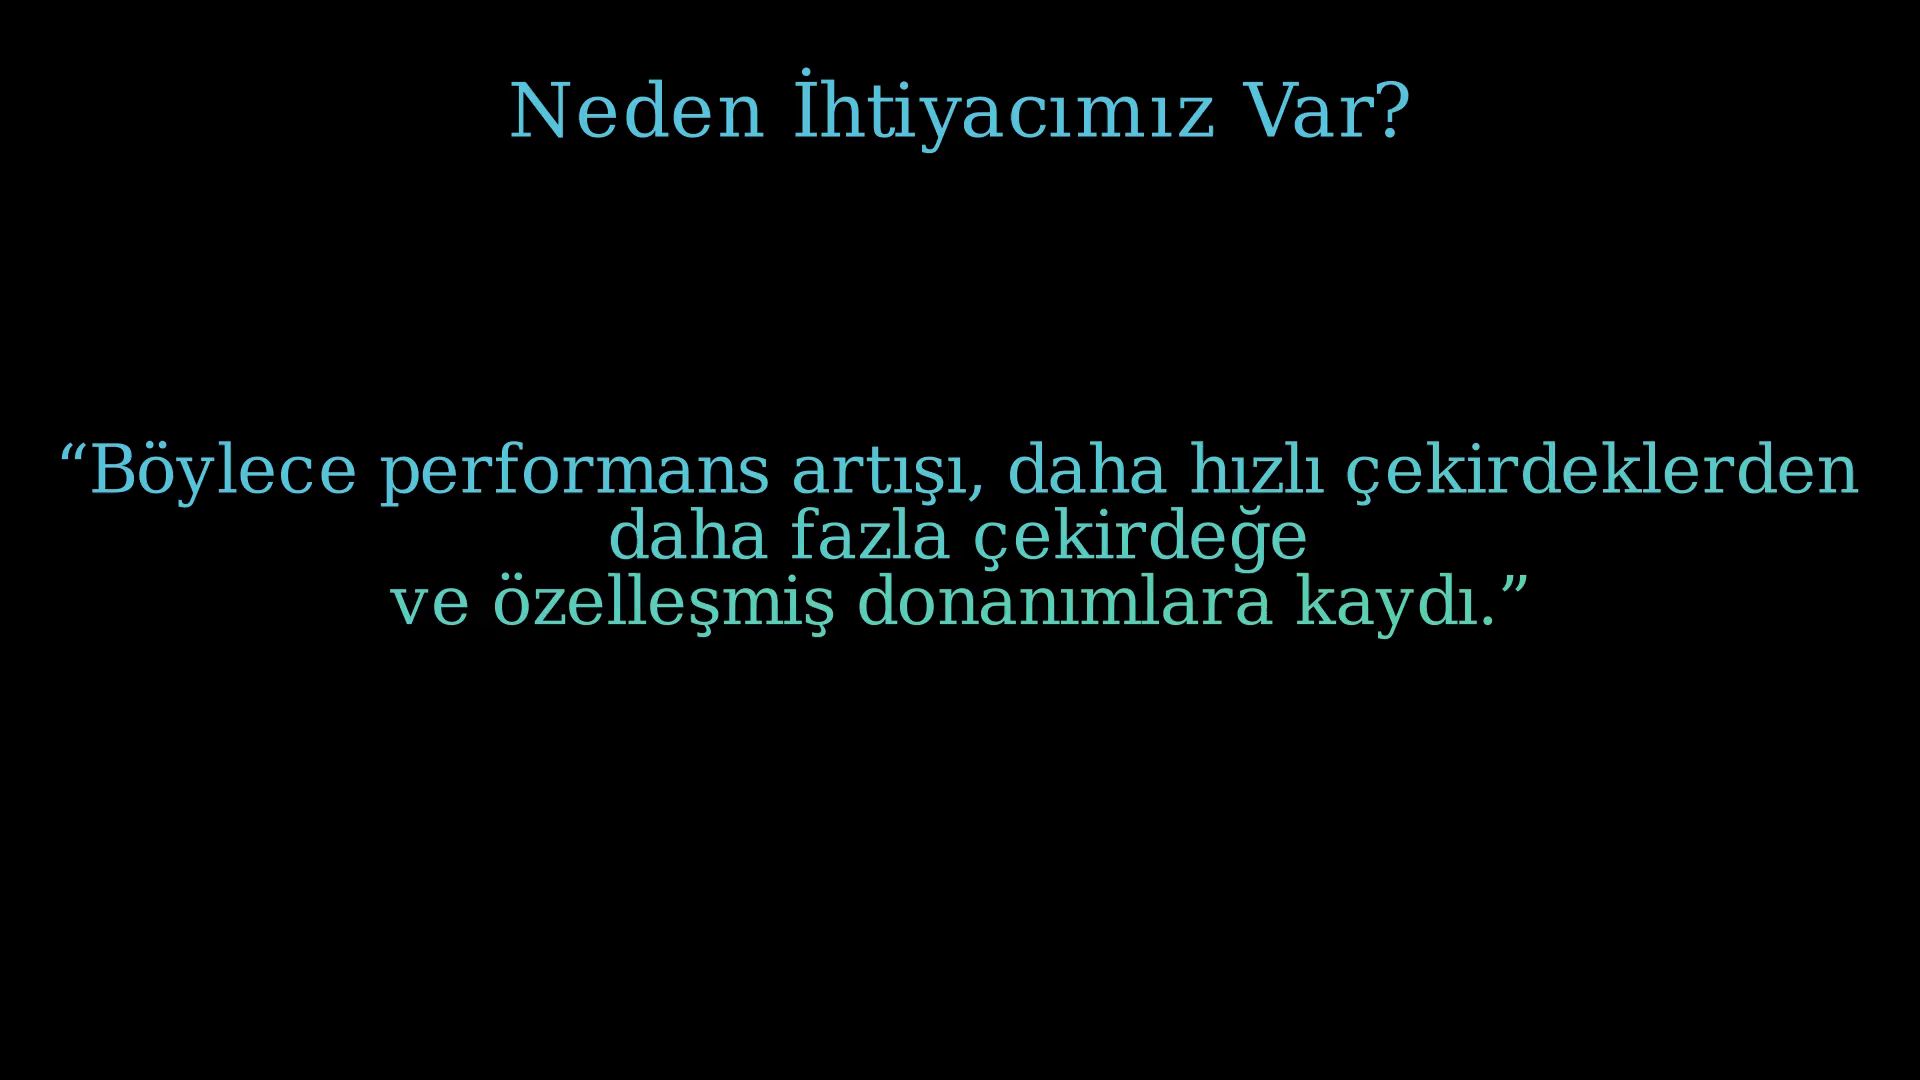 Neden İhtiyacımız Var?
“Böylece performans artışı, daha hızlı çekirdeklerden
daha fazla çekirdeğe
ve özelleşmiş donanımlara kaydı.”